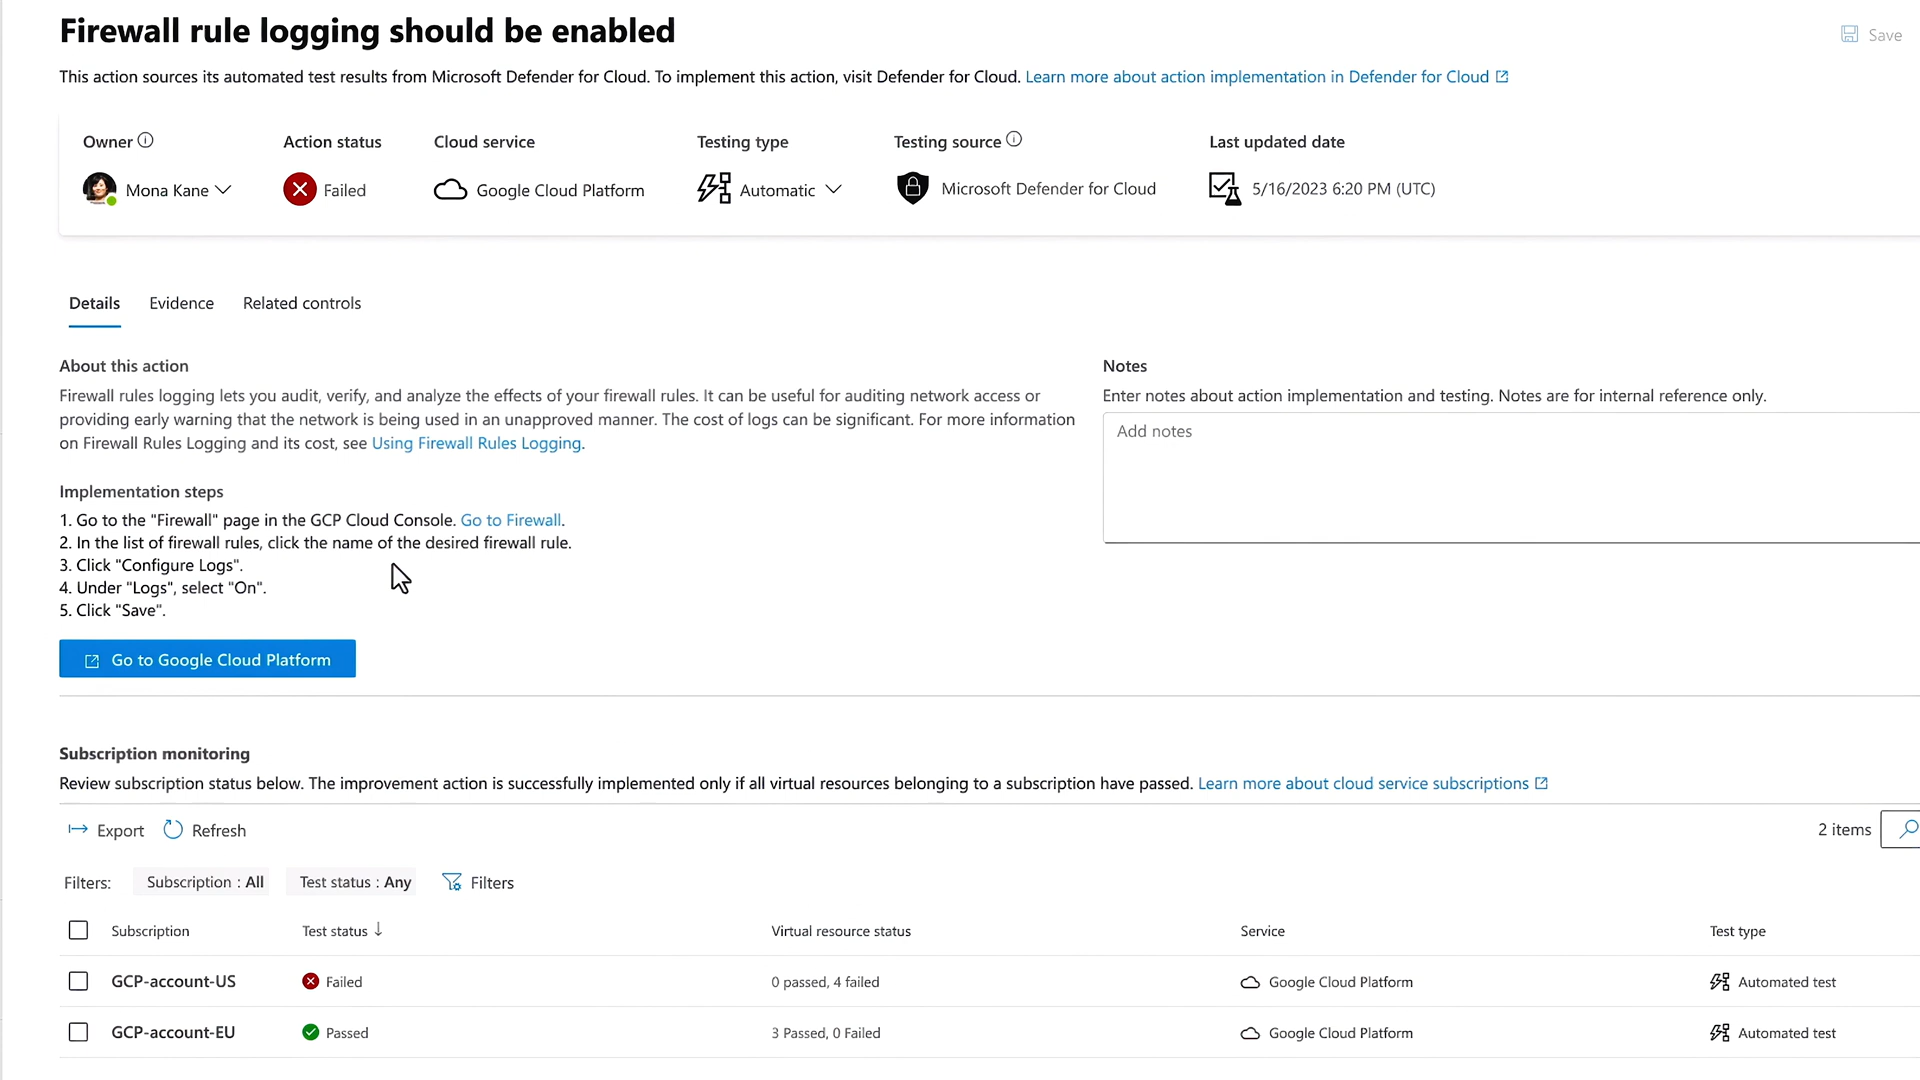 Firewall rule logging should be enabled
Save
This action sources its automated test results from Microsoft Defender for Cloud. To implement this action, visit Defender for Cloud. Learn more about action implementation in Defender for Cloud
Owner Action status Cloud service Testing type Testing source Last updated date
Mona Kane Failed Google Cloud Platform Automatic Microsoft Defender for Cloud 5/16/2023 6:20 PM (UTC)
Details Evidence Related controls
About this action
Firewall rules logging lets you audit, verify, and analyze the effects of your firewall rules. It can be useful for auditing network access or
providing early warning that the network is being used in an unapproved manner. The cost of logs can be significant. For more information
on Firewall Rules Logging and its cost, see Using Firewall Rules Logging.
Notes
Enter notes about action implementation and testing. Notes are for internal reference only.
Add notes
Implementation steps
1. Go to the "Firewall" page in the GCP Cloud Console. Go to Firewall.
2. In the list of firewall rules, click the name of the desired firewall rule.
3. Click "Configure Logs".
4. Under "Logs", select "On".
5. Click "Save".
Go to Google Cloud Platform
Subscription monitoring
Review subscription status below. The improvement action is successfully implemented only if all virtual resources belonging to a subscription have passed. Learn more about cloud service subscriptions
Export Refresh 2 items
Filters: Subscription : All Test status : Any Filters
Subscription Test status Virtual resource status Service Test type
GCP-account-US Failed 0 passed, 4 failed Google Cloud Platform Automated test
GCP-account-EU Passed 3 Passed, 0 Failed Google Cloud Platform Automated test